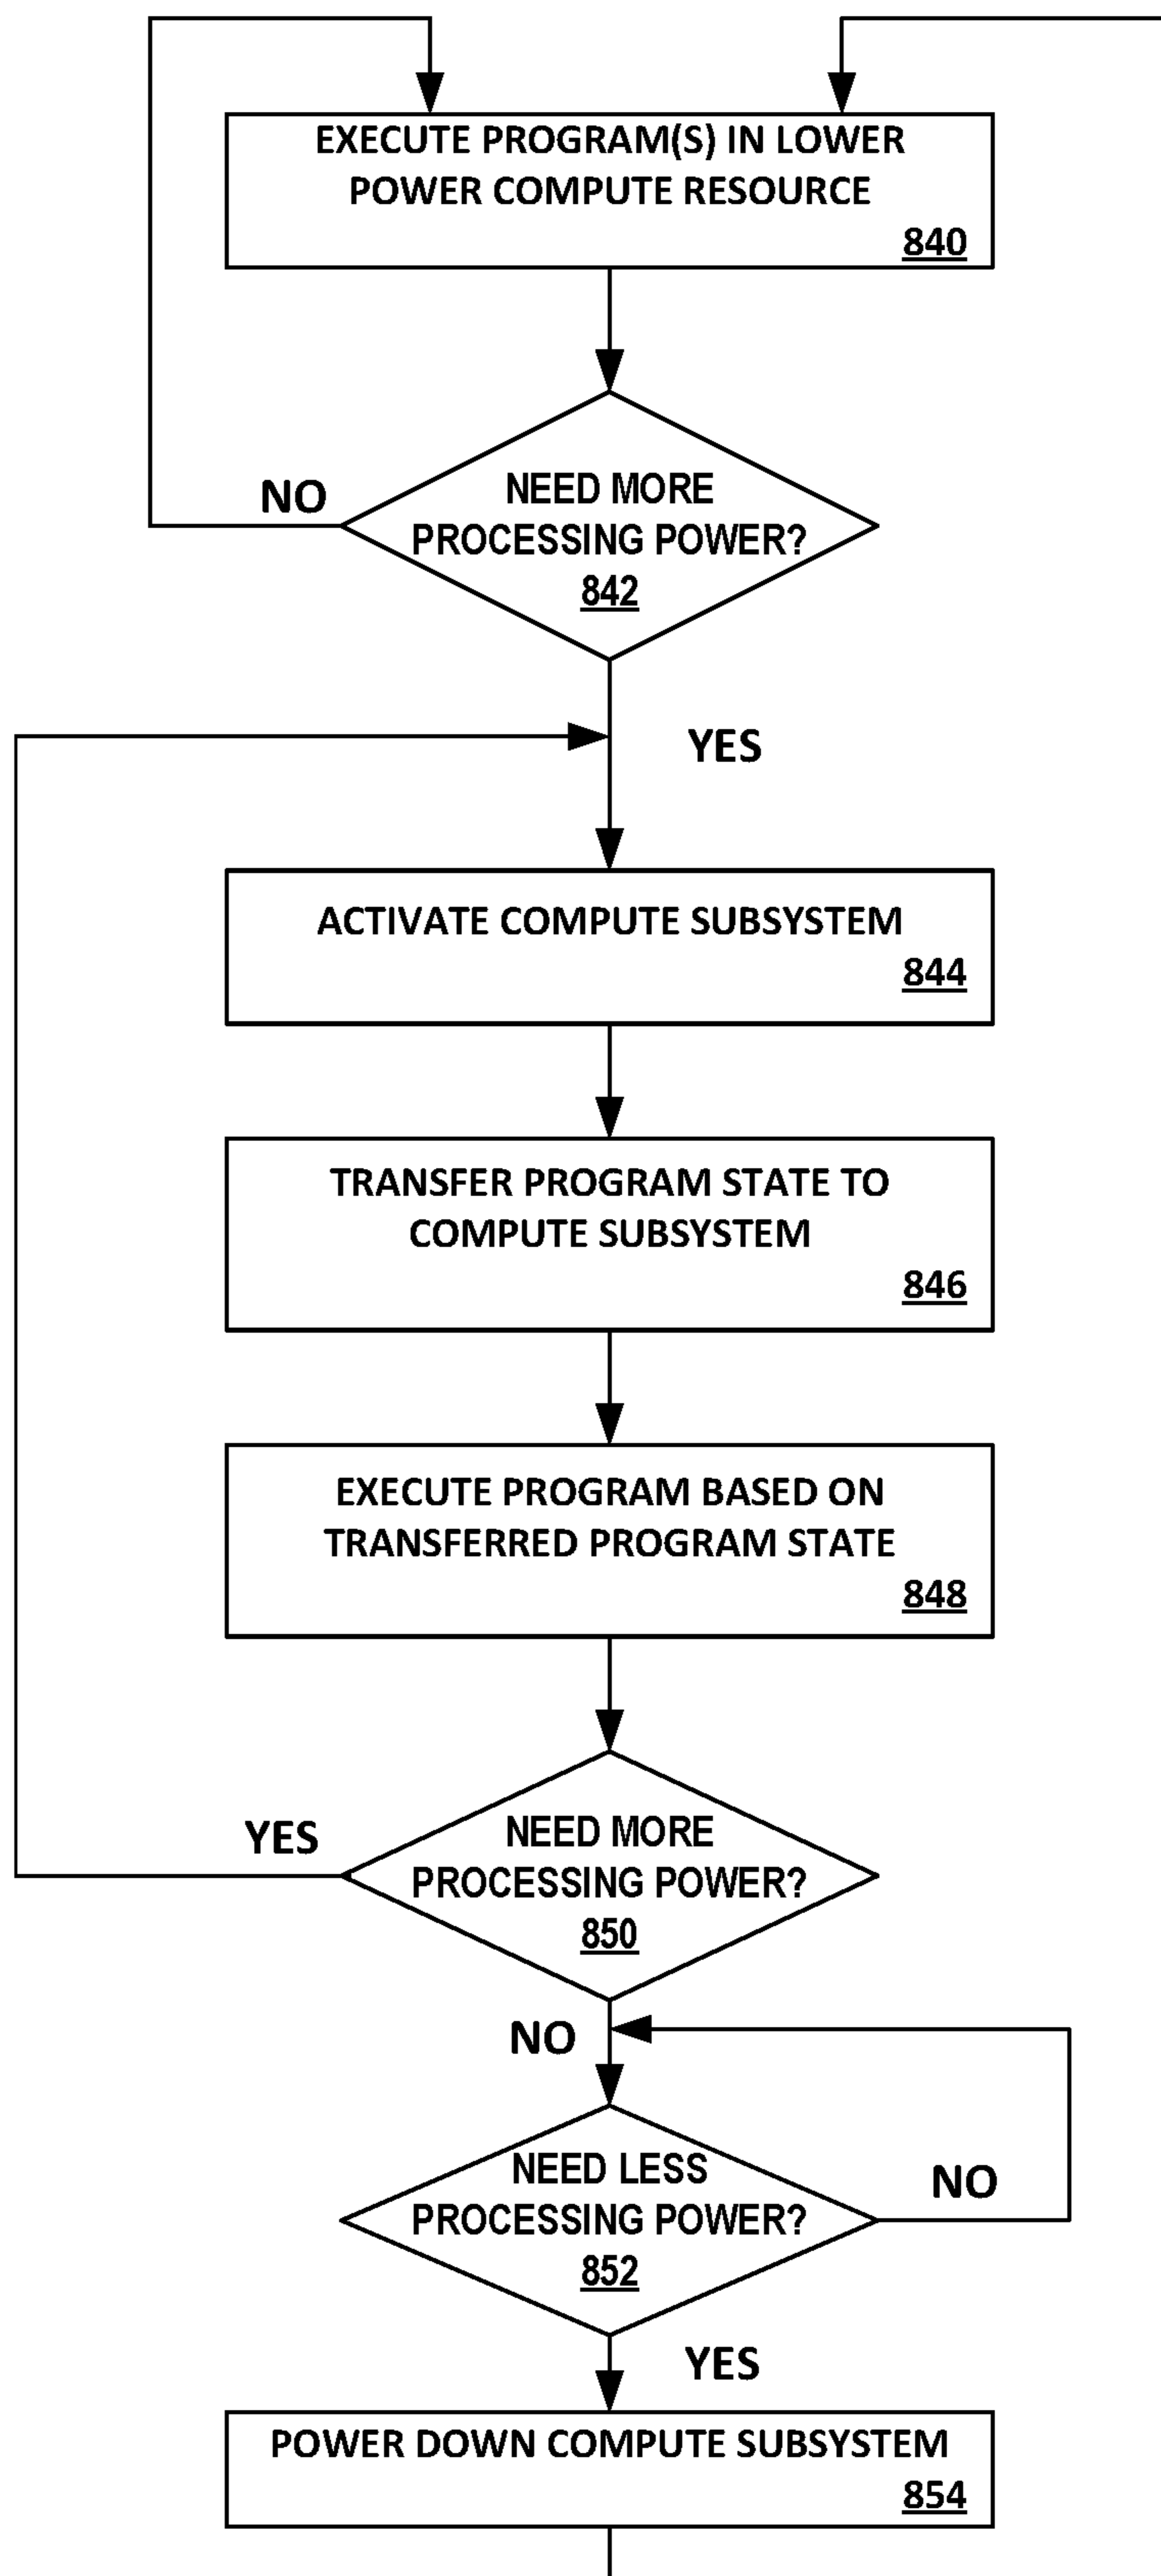 EXECUTE PROGRAM(S) IN LOWER
POWER COMPUTE RESOURCE
840
NO
NEED MORE
PROCESSING POWER?
842
YES
ACTIVATE COMPUTE SUBSYSTEM
844
TRANSFER PROGRAM STATE TO
COMPUTE SUBSYSTEM
846
EXECUTE PROGRAM BASED ON
TRANSFERRED PROGRAM STATE
848
YES
NEED MORE
PROCESSING POWER?
850
NO
NEED LESS
PROCESSING POWER?
852
NO
YES
POWER DOWN COMPUTE SUBSYSTEM
854